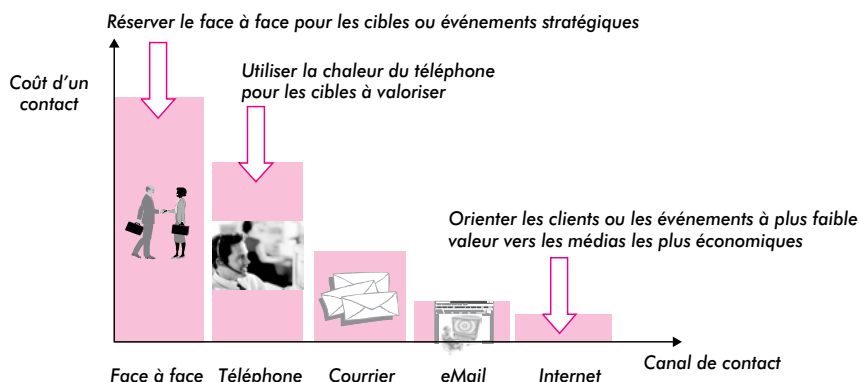 Réserver le face à face pour les cibles ou événements stratégiques
Coût d’un
contact
Utiliser la chaleur du téléphone
pour les cibles à valoriser
Orienter les clients ou les événements à plus faible
valeur vers les médias les plus économiques
Face à face Téléphone Courrier eMail Internet
Canal de contact